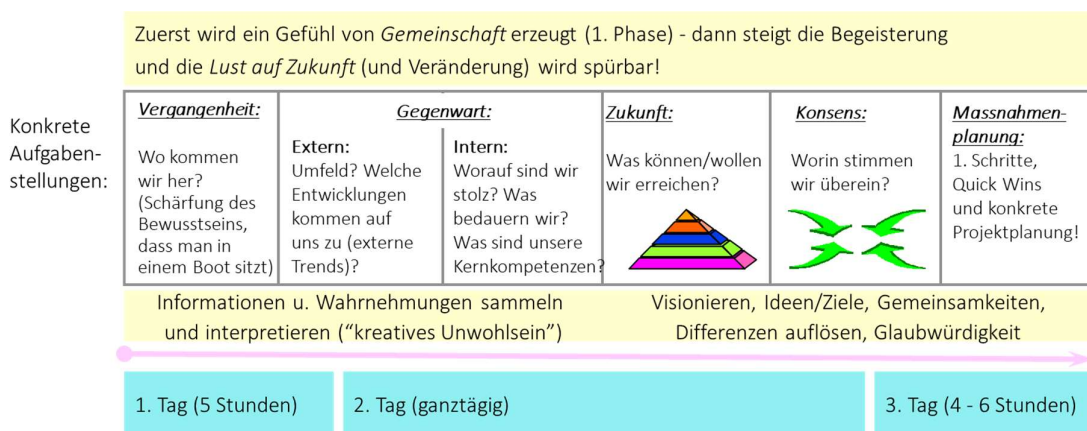 Zuerst wird ein Gefühl von Gemeinschaft erzeugt (1. Phase) - dann steigt die Begeisterung
und die Lust auf Zukunft (und Veränderung) wird spürbar!
Konkrete
Aufgaben-
stellungen:
Vergangenheit:
Wo kommen
wir her?
(Schärfung des
Bewusstseins,
dass man in
einem Boot sitzt)
Gegenwart:
Extern:
Umfeld? Welche
Entwicklungen
kommen auf
uns zu (externe
Trends)?
Intern:
Worauf sind wir
stolz? Was
bedauern wir?
Was sind unsere
Kernkompetenzen?
Zukunft:
Was können/wollen
wir erreichen?
Konsens:
Worin stimmen
wir überein?
Massnahmen-
planung:
1. Schritte,
Quick Wins
und konkrete
Projektplanung!
Informationen u. Wahrnehmungen sammeln
und interpretieren (“kreatives Unwohlsein”)
Visionieren, Ideen/Ziele, Gemeinsamkeiten,
Differenzen auflösen, Glaubwürdigkeit
1. Tag (5 Stunden)
2. Tag (ganztägig)
3. Tag (4 - 6 Stunden)